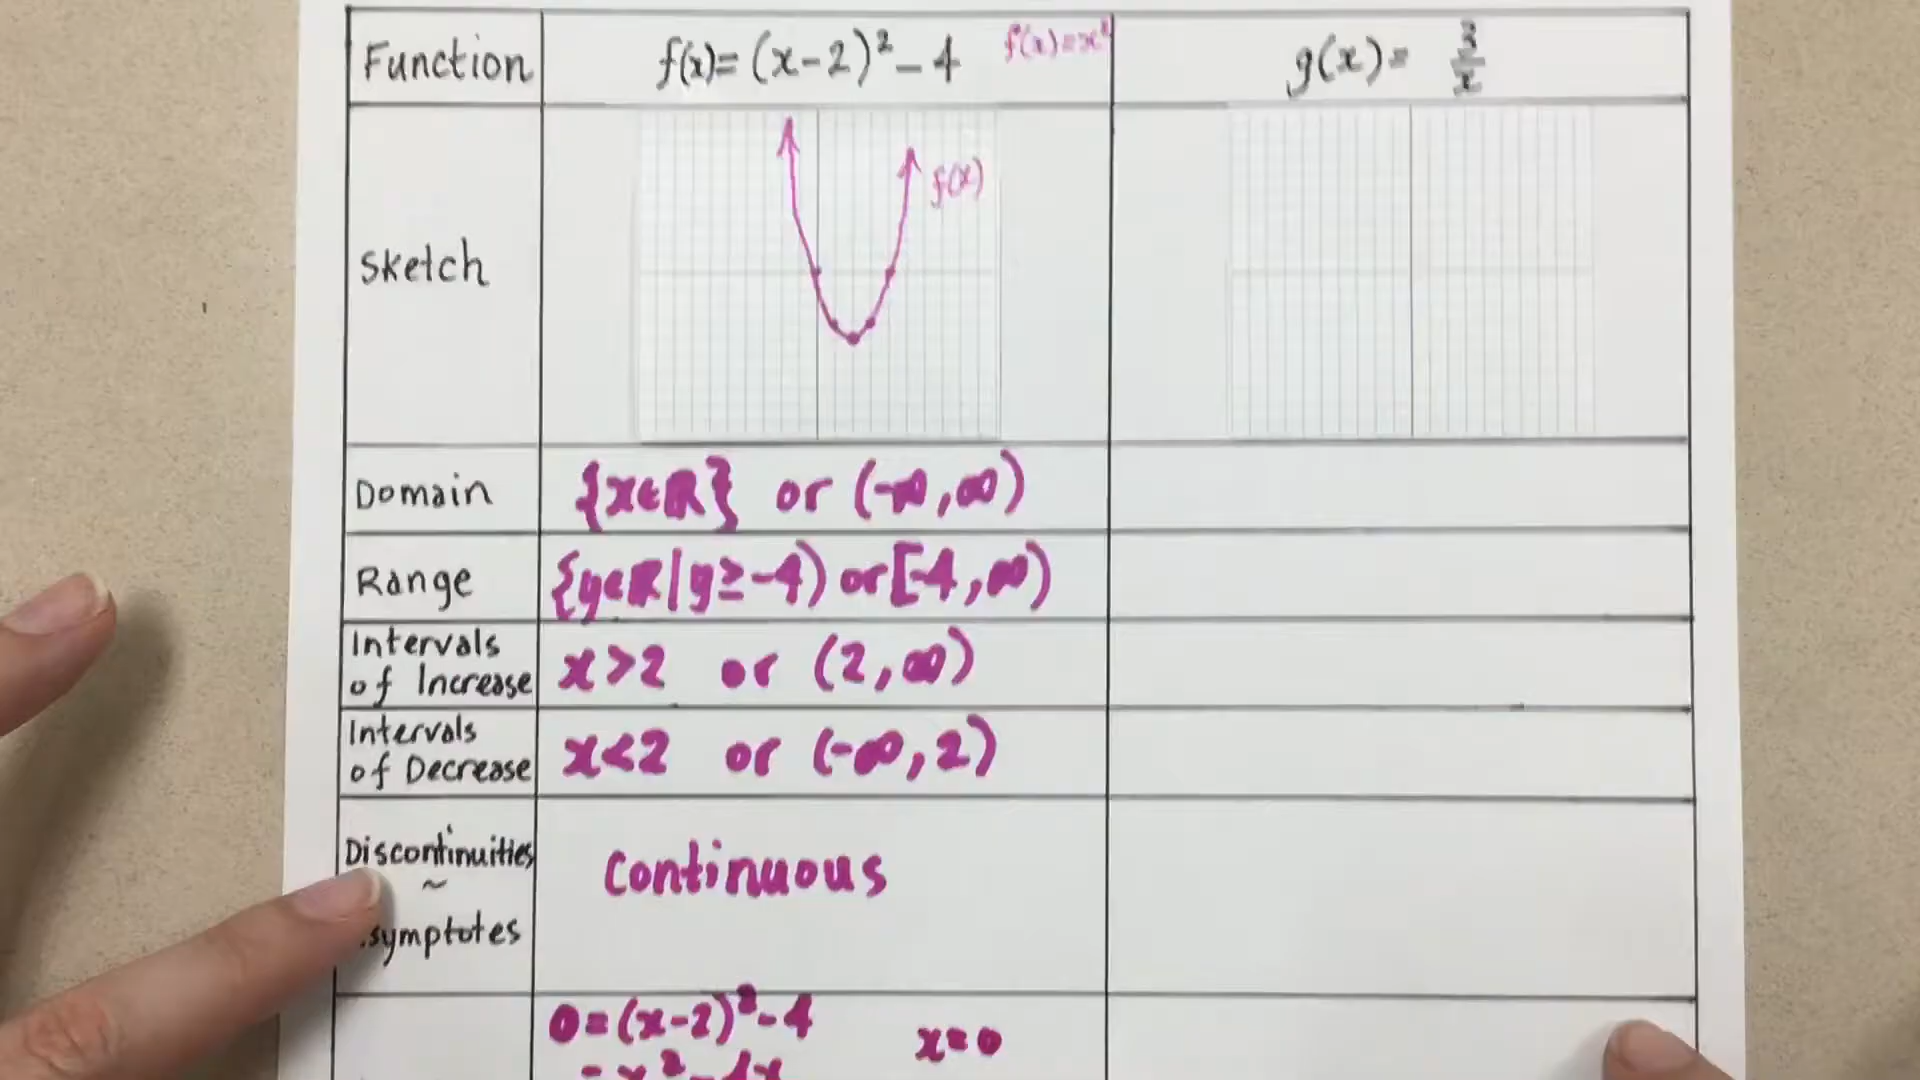 Function
f(x)= (x-2)² - 4
f(x)=x²
g(x)= 3/x
Sketch
f(x)
Domain
{x∈ℝ} or (-∞,∞)
Range
{y∈ℝ|y≥-4) or [-4,∞)
Intervals
of Increase
x>2 or (2,∞)
Intervals
of Decrease
x<2 or (-∞,2)
Discontinuities
~
Continuous
0=(x-2)²-4
x=0